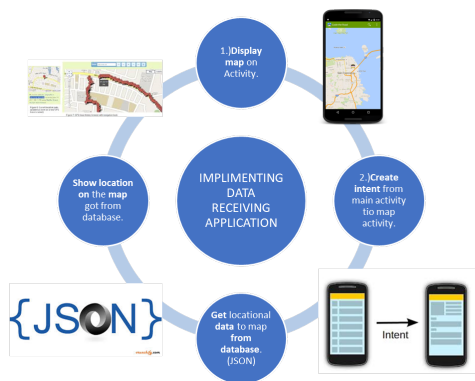 1.)Display
map on
Activity.
2.)Create
intent from
main activity
tio map
activity.
Show location
on the map
got from
database.
IMPLIMENTING
DATA
RECEIVING
APPLICATION
Get locational
data to map
from
database.
(JSON)
{JSON}
Intent